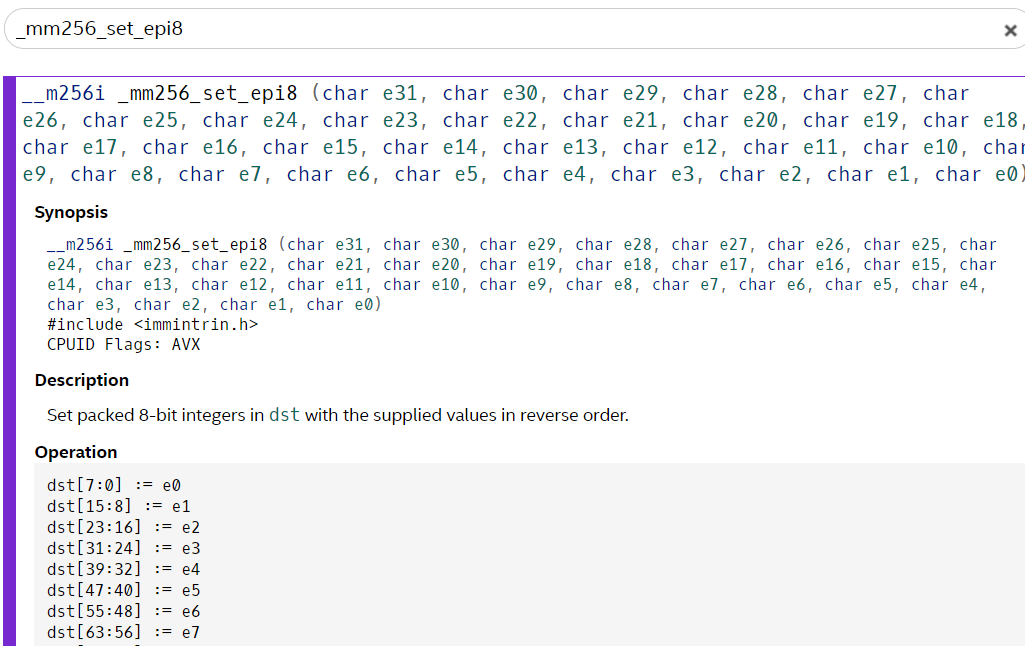 _mm256_set_epi8
×
__m256i _mm256_set_epi8 (char e31, char e30, char e29, char e28, char e27, char
e26, char e25, char e24, char e23, char e22, char e21, char e20, char e19, char e18,
char e17, char e16, char e15, char e14, char e13, char e12, char e11, char e10, char
e9, char e8, char e7, char e6, char e5, char e4, char e3, char e2, char e1, char e0)
Synopsis
__m256i _mm256_set_epi8 (char e31, char e30, char e29, char e28, char e27, char e26, char e25, char
e24, char e23, char e22, char e21, char e20, char e19, char e18, char e17, char e16, char e15, char
e14, char e13, char e12, char e11, char e10, char e9, char e8, char e7, char e6, char e5, char e4,
char e3, char e2, char e1, char e0)
#include <immintrin.h>
CPUID Flags: AVX
Description
Set packed 8-bit integers in dst with the supplied values in reverse order.
Operation
dst[7:0] := e0
dst[15:8] := e1
dst[23:16] := e2
dst[31:24] := e3
dst[39:32] := e4
dst[47:40] := e5
dst[55:48] := e6
dst[63:56] := e7